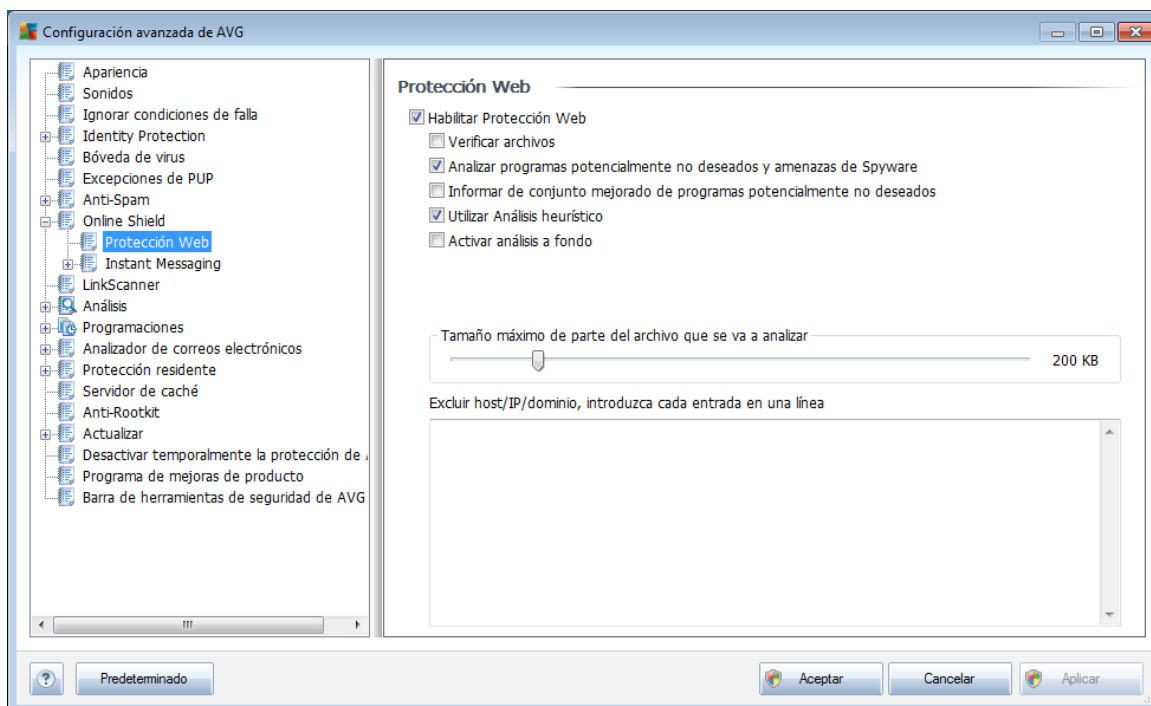 Configuración avanzada de AVG
Apariencia
Sonidos
Ignorar condiciones de falla
Identity Protection
Bóveda de virus
Excepciones de PUP
Anti-Spam
Online Shield
Protección Web
Instant Messaging
LinkScanner
Análisis
Programaciones
Analizador de correos electrónicos
Protección residente
Servidor de caché
Anti-Rootkit
Actualizar
Desactivar temporalmente la protección de
Programa de mejoras de producto
Barra de herramientas de seguridad de AVG
Protección Web
Habilitar Protección Web
Verificar archivos
Analizar programas potencialmente no deseados y amenazas de Spyware
Informar de conjunto mejorado de programas potencialmente no deseados
Utilizar Análisis heurístico
Activar análisis a fondo
Tamaño máximo de parte del archivo que se va a analizar
200 KB
Excluir host/IP/dominio, introduzca cada entrada en una línea
?
Predeterminado
Aceptar
Cancelar
Aplicar